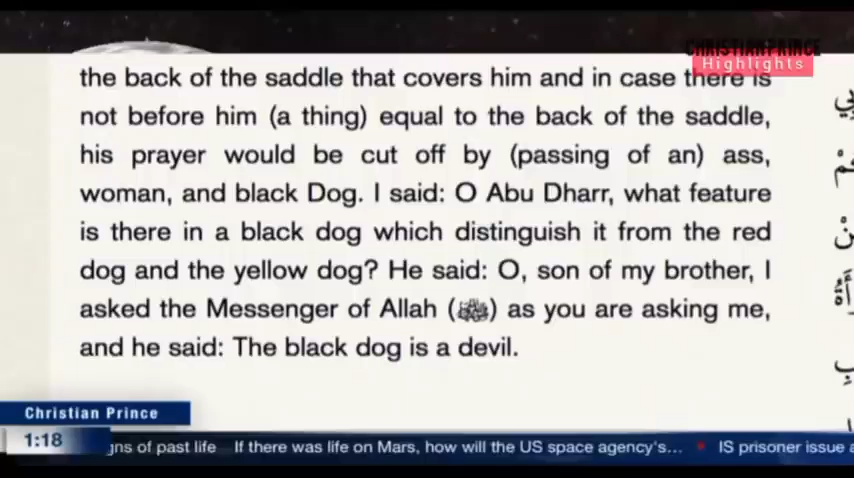 CHRISTIANPRINCE
Highlights
the back of the saddle that covers him and in case there is
not before him (a thing) equal to the back of the saddle,
his prayer would be cut off by (passing of an) ass,
woman, and black Dog. I said: O Abu Dharr, what feature
is there in a black dog which distinguish it from the red
dog and the yellow dog? He said: O, son of my brother, I
asked the Messenger of Allah (ﷺ) as you are asking me,
and he said: The black dog is a devil.
Christian Prince
1:18
of past life If there was life on Mars, how will the US space agency's... IS prisoner issue